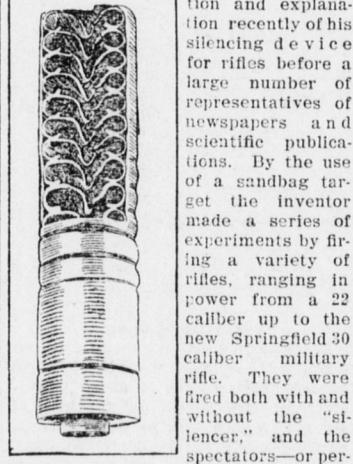 tion and explana-
tion recently of his
silencing device
for rifles before a
large number of
representatives of
newspapers and
scientific publica-
tions. By the use
of a sandbag tar-
get the inventor
made a series of
experiments by fir-
ing a variety of
rifles, ranging in
power from a 22
caliber up to the
new Springfield 30
caliber military
rifle. They were
fired both with and
without the "si-
lencer," and the
spectators—or per-